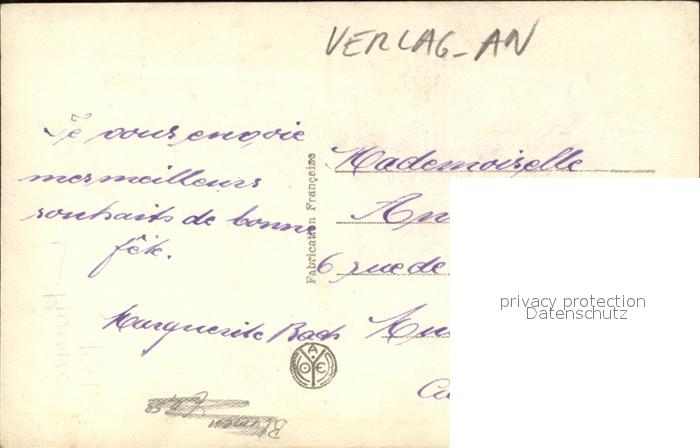 VERLAG-AN
Je vous envoie
mes meilleurs
souhaits de bonne
fête.
Marguerite Bach
Fabrication Française
Mademoiselle
6 rue de
privacy protection
Datenschutz